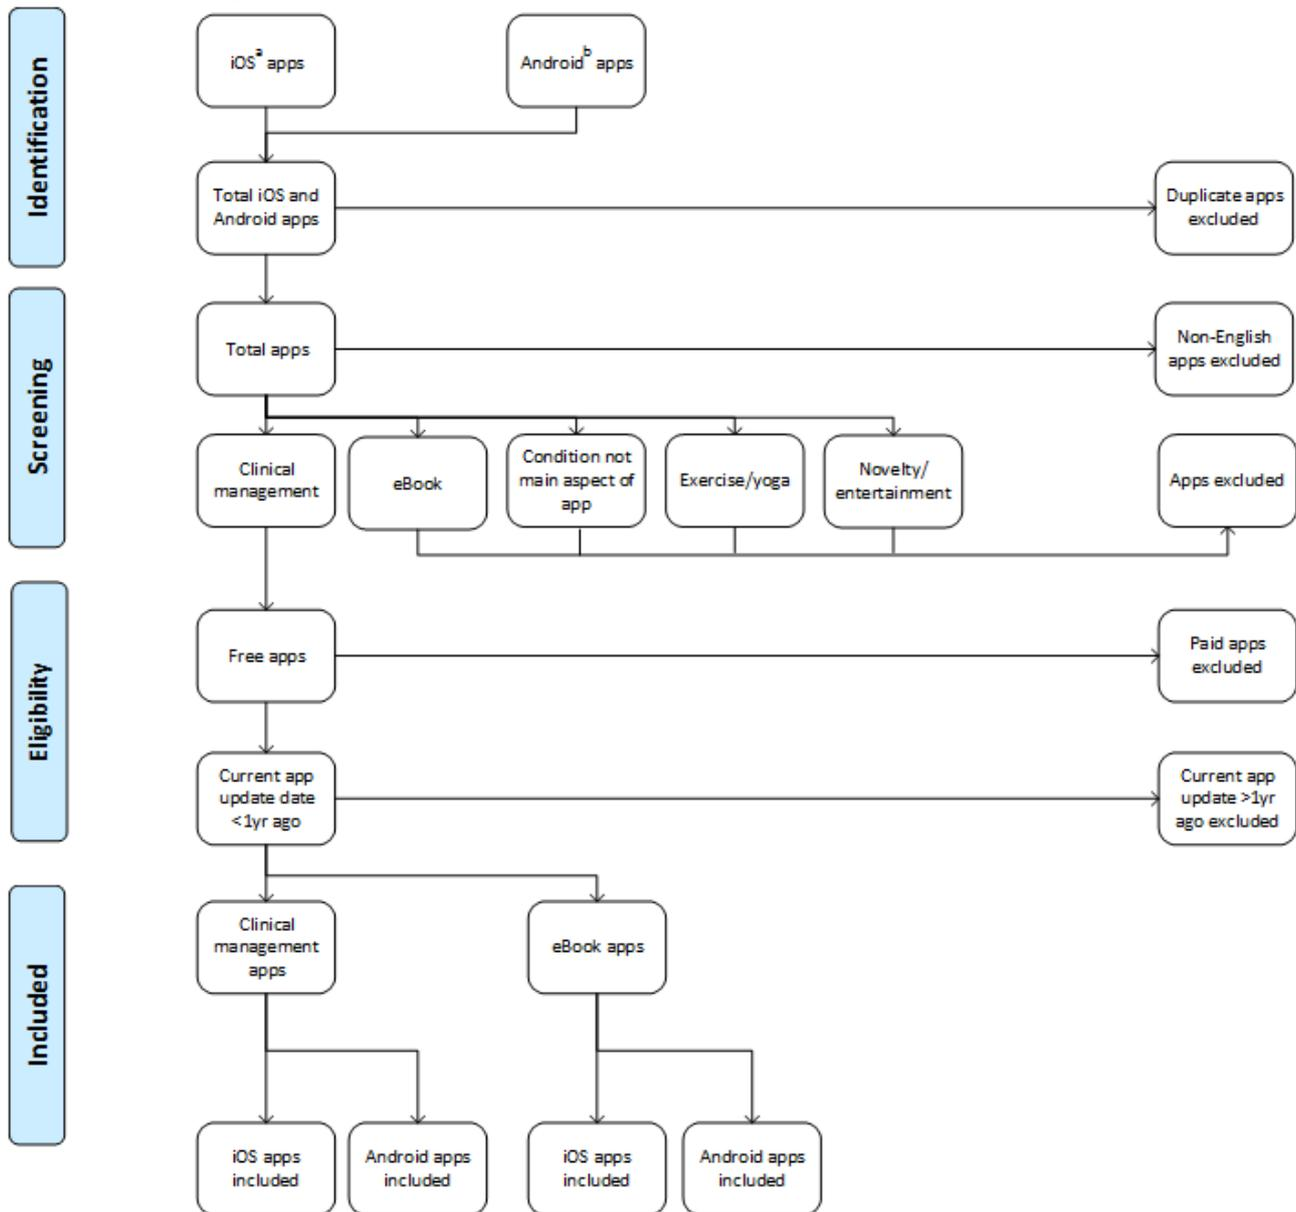 Identification
iOSᵃ apps
Androidᵇ apps
Total iOS and
Android apps
Duplicate apps
excluded
Screening
Total apps
Non-English
apps excluded
Clinical
management
eBook
Condition not
main aspect of
app
Exercise/yoga
Novelty/
entertainment
Apps excluded
Eligibility
Free apps
Paid apps
excluded
Current app
update date
<1yr ago
Current app
update >1yr
ago excluded
Included
Clinical
management
apps
eBook apps
iOS apps
included
Android apps
included
iOS apps
included
Android apps
included